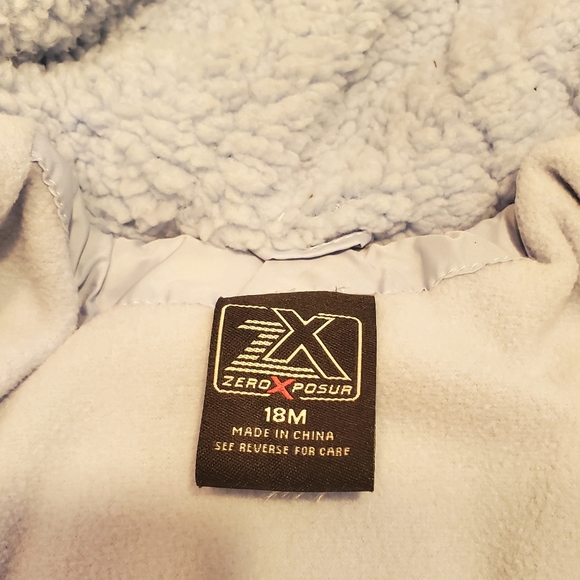 ZX
ZEROXPOSUR
18M
MADE IN CHINA
SEE REVERSE FOR CARE